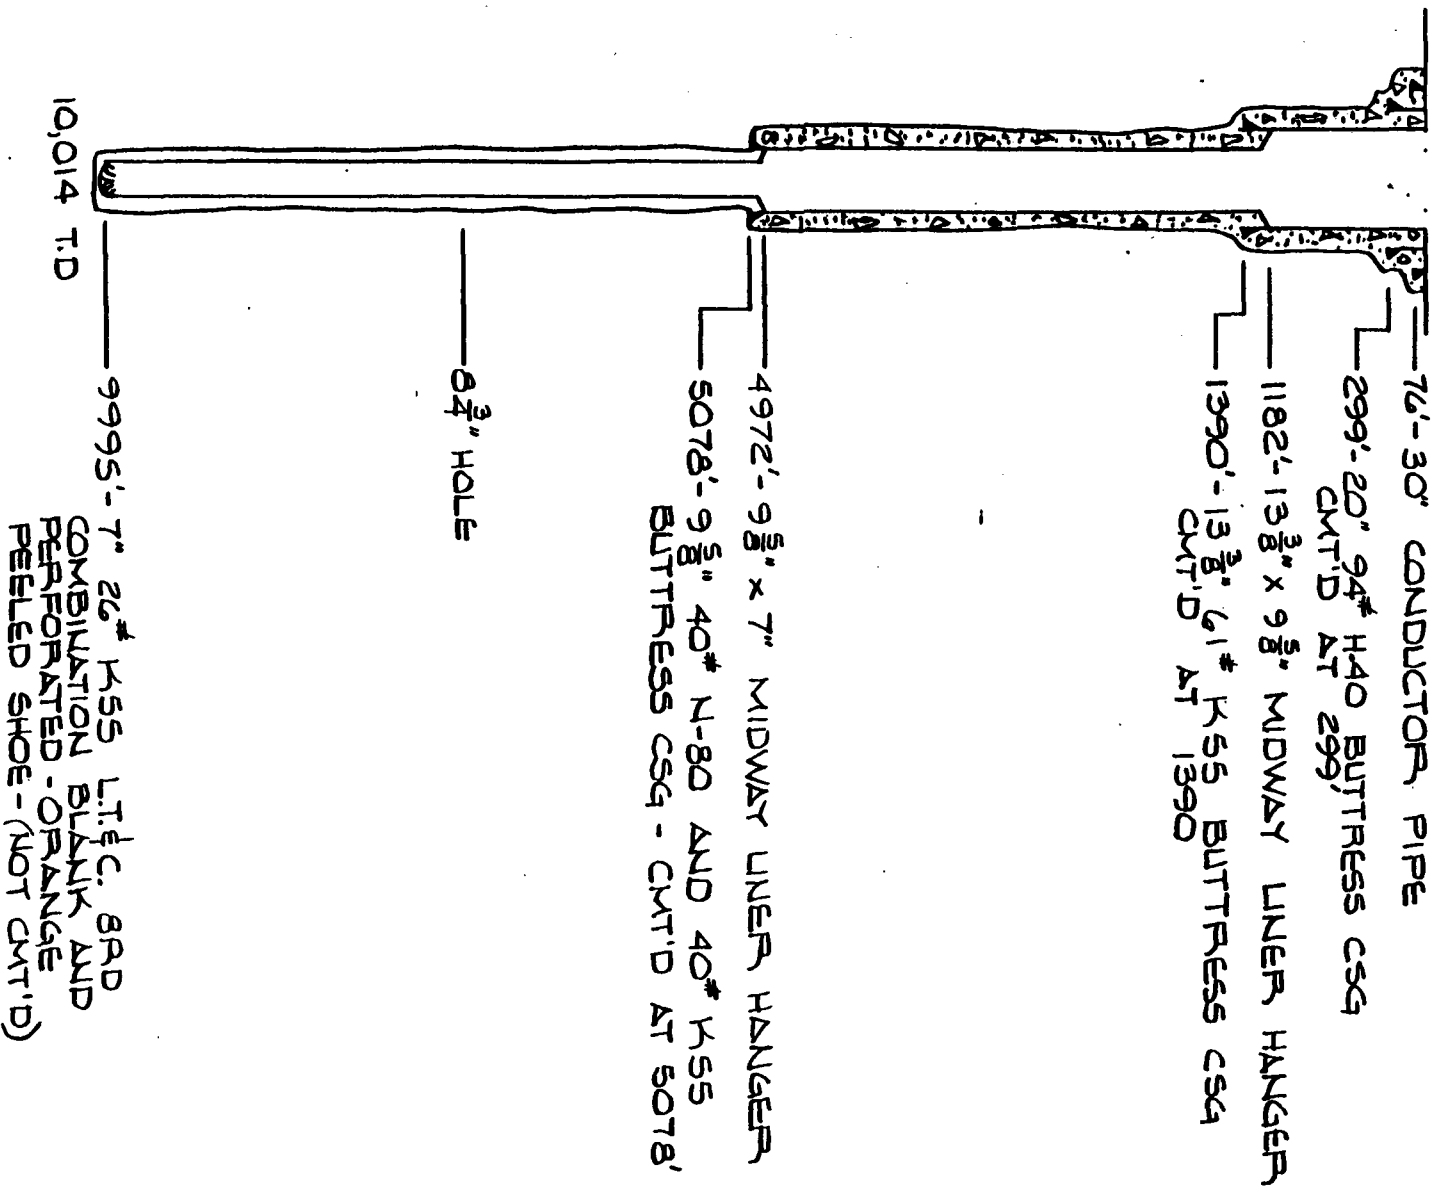 76'-30" CONDUCTOR PIPE
299'-20" 94# H40 BUTTRESS CSG
CMT'D AT 299'
1182'-13 3/8" x 9 5/8" MIDWAY LINER HANGER
1390'-13 3/8" 61# K55 BUTTRESS CSG
CMT'D AT 1390
4972'-9 5/8" x 7" MIDWAY LINER HANGER
5078'-9 5/8" 40# N-80 AND 40# K55
BUTTRESS CSG - CMT'D AT 5078'
8 3/4" HOLE
9995'-7" 26# K55 L.T.&C. 8RD
COMBINATION BLANK AND
PERFORATED - ORANGE
PEELED SHOE - (NOT CMT'D)
10,014 T.D